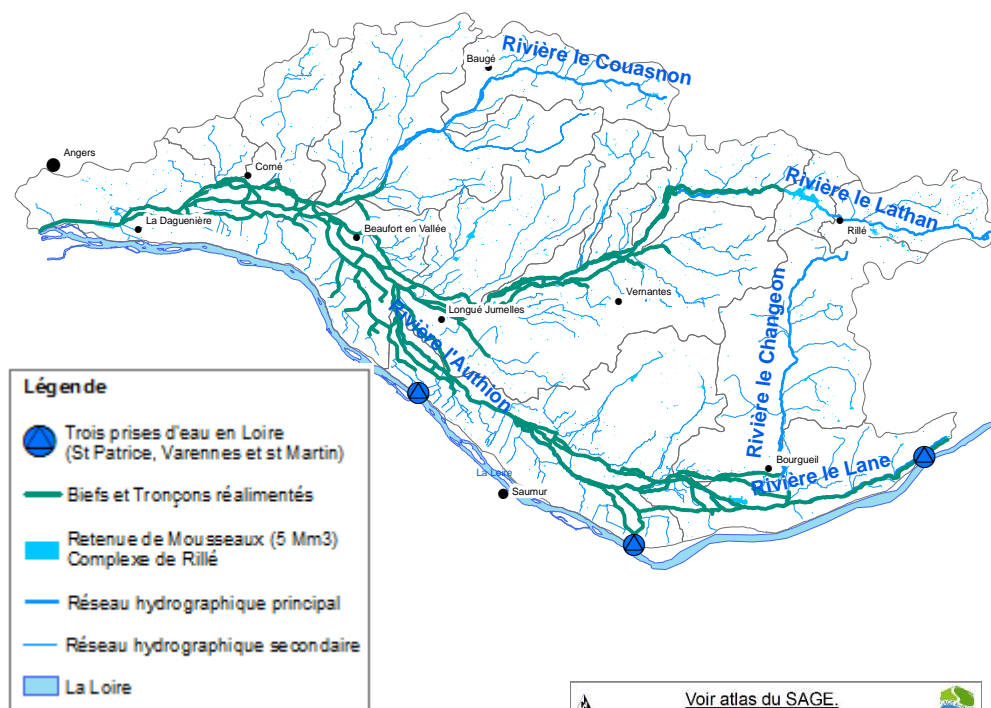 Rivière le Couasnon
Baugé
Angers
Corné
Rivière le Lathan
La Daguenière
Beaufort en Vallée
Rillé
Vernantes
Longué Jumelles
Rivière l'Authion
Rivière le Changeon
Bourgueil
Rivière le Lane
La Loire
Saumur
Légende
Trois prises d'eau en Loire
(St Patrice, Varennes et st Martin)
Biefs et Tronçons réalimentés
Retenue de Mousseaux (5 Mm3)
Complexe de Rillé
Réseau hydrographique principal
Réseau hydrographique secondaire
La Loire
Voir atlas du SAGE.